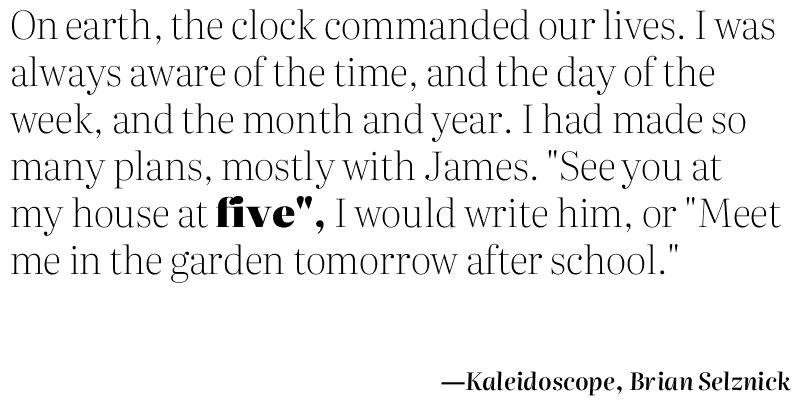 On earth, the clock commanded our lives. I was
always aware of the time, and the day of the
week, and the month and year. I had made so
many plans, mostly with James. "See you at
my house at five", I would write him, or "Meet
me in the garden tomorrow after school."
—Kaleidoscope, Brian Selznick